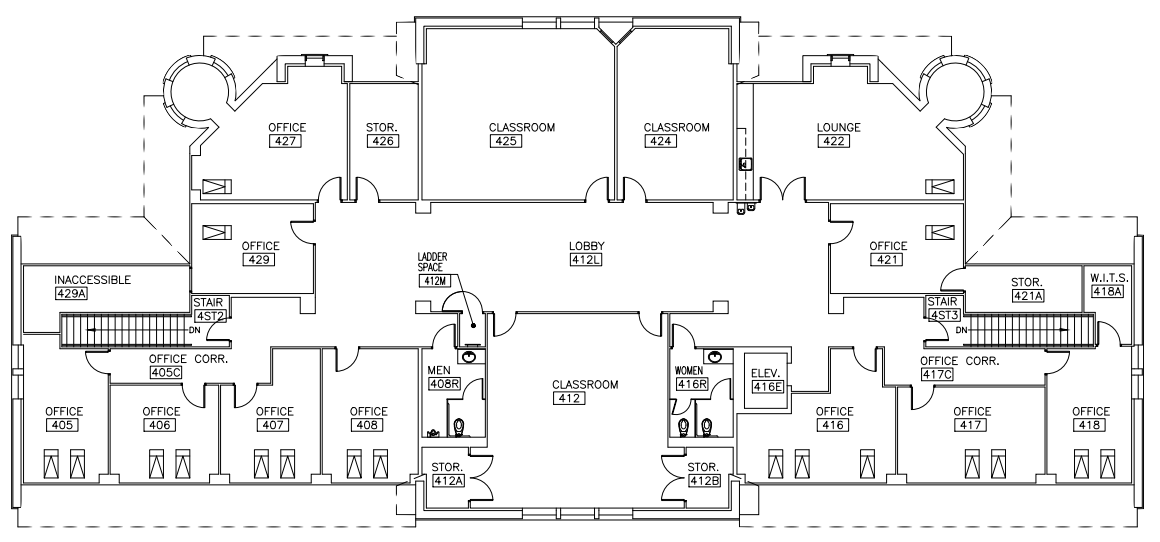 OFFICE
427
STOR.
426
CLASSROOM
425
CLASSROOM
424
LOUNGE
422
OFFICE
429
LADDER
SPACE
412M
LOBBY
412L
OFFICE
421
INACCESSIBLE
429A
STAIR
4ST2
DN
STAIR
4ST3
DN
STOR.
421A
W.I.T.S.
418A
OFFICE CORR.
405C
MEN
408R
CLASSROOM
412
WOMEN
416R
ELEV.
416E
OFFICE CORR.
417C
OFFICE
405
OFFICE
406
OFFICE
407
OFFICE
408
OFFICE
416
OFFICE
417
OFFICE
418
STOR.
412A
STOR.
412B